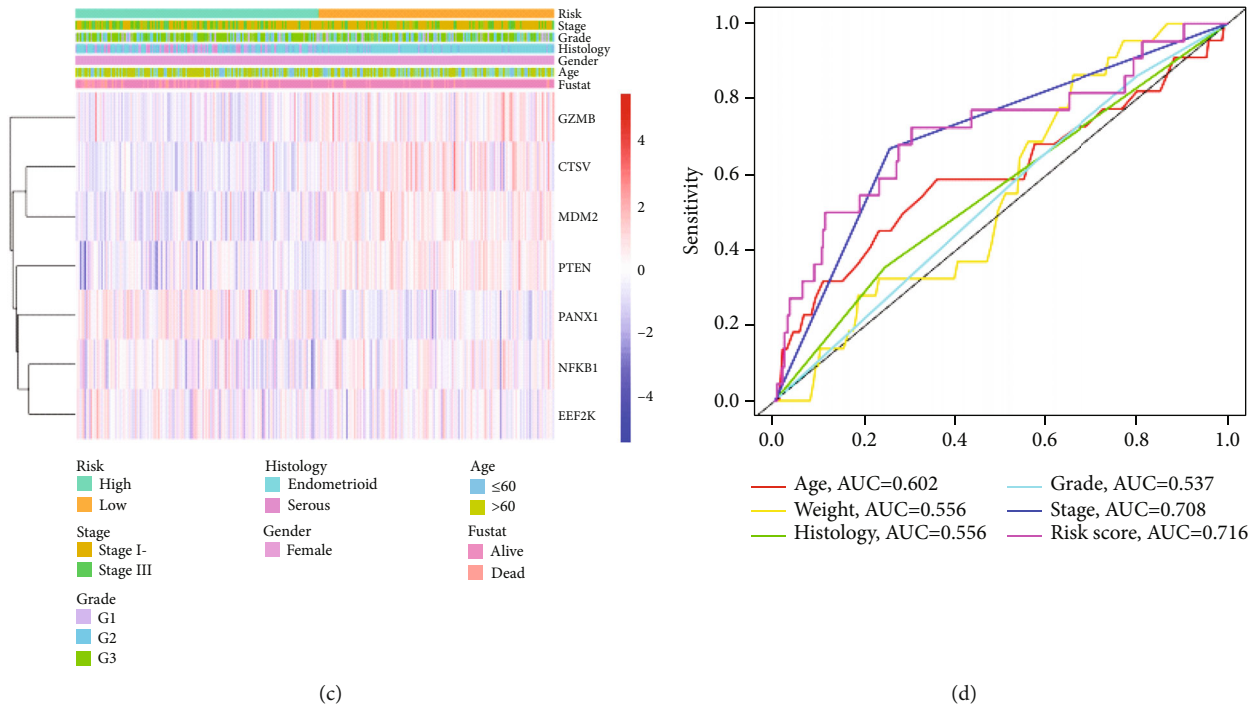 Risk
Stage
Grade
Histology
Gender
Age
Fustat
GZMB
CTSV
MDM2
PTEN
PANX1
NFKB1
EEF2K
4
2
0
−2
−4
Risk
High
Low
Stage
Stage I-
Stage III
Grade
G1
G2
G3
Histology
Endometrioid
Serous
Gender
Female
Age
≤60
>60
Fustat
Alive
Dead
(c)
Sensitivity
1.0
0.8
0.6
0.4
0.2
0.0
0.0 0.2 0.4 0.6 0.8 1.0
Age, AUC=0.602
Weight, AUC=0.556
Histology, AUC=0.556
Grade, AUC=0.537
Stage, AUC=0.708
Risk score, AUC=0.716
(d)